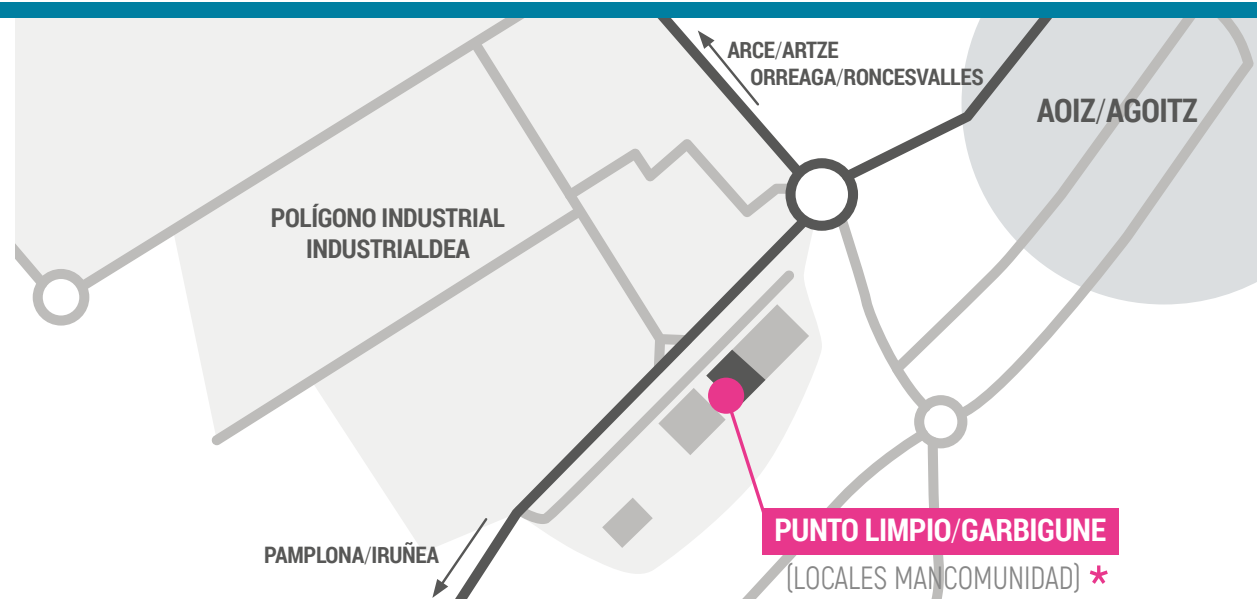 ARCE/ARTZE
ORREAGA/RONCESVALLES
AOIZ/AGOITZ
POLÍGONO INDUSTRIAL
INDUSTRIALDEA
PAMPLONA/IRUÑEA
PUNTO LIMPIO/GARBIGUNE
(LOCALES MANCOMUNIDAD) *